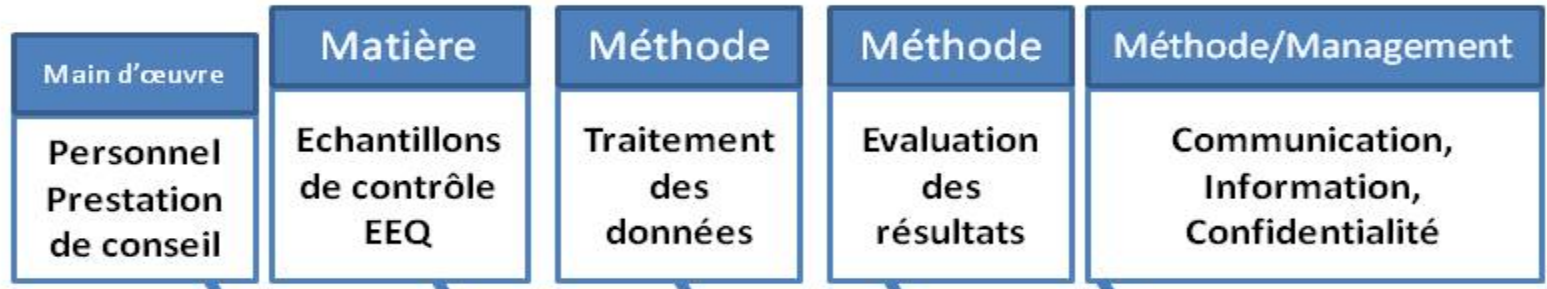 Main d'œuvre
Personnel
Prestation
de conseil
Matière
Echantillons
de contrôle
EEQ
Méthode
Traitement
des
données
Méthode
Evaluation
des
résultats
Méthode/Management
Communication,
Information,
Confidentialité